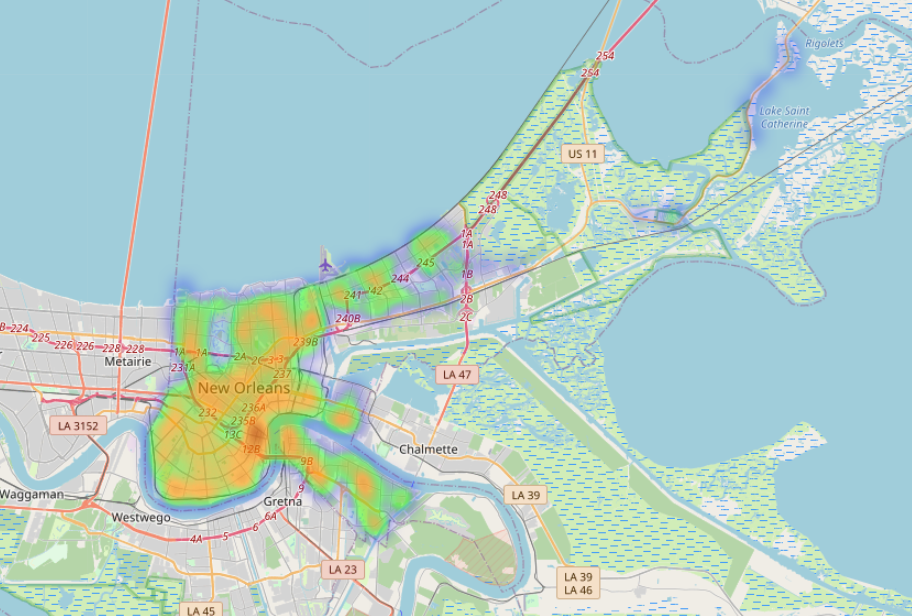 254
254
Rigolets
Lake Saint
Catherine
US 11
248
248
1A
1A
245
244
1B
241
242
2B
240B
2C
B 224
225
226
226
228
228
1A
1A
2A
2C
3
3
239B
Metairie
231A
237
New Orleans
LA 47
232
236A
235B
LA 3152
13C
12B
Chalmette
9B
Waggaman
9
LA 39
Gretna
Westwego
6A
6
5
4A
LA 23
LA 39
LA 46
LA 45